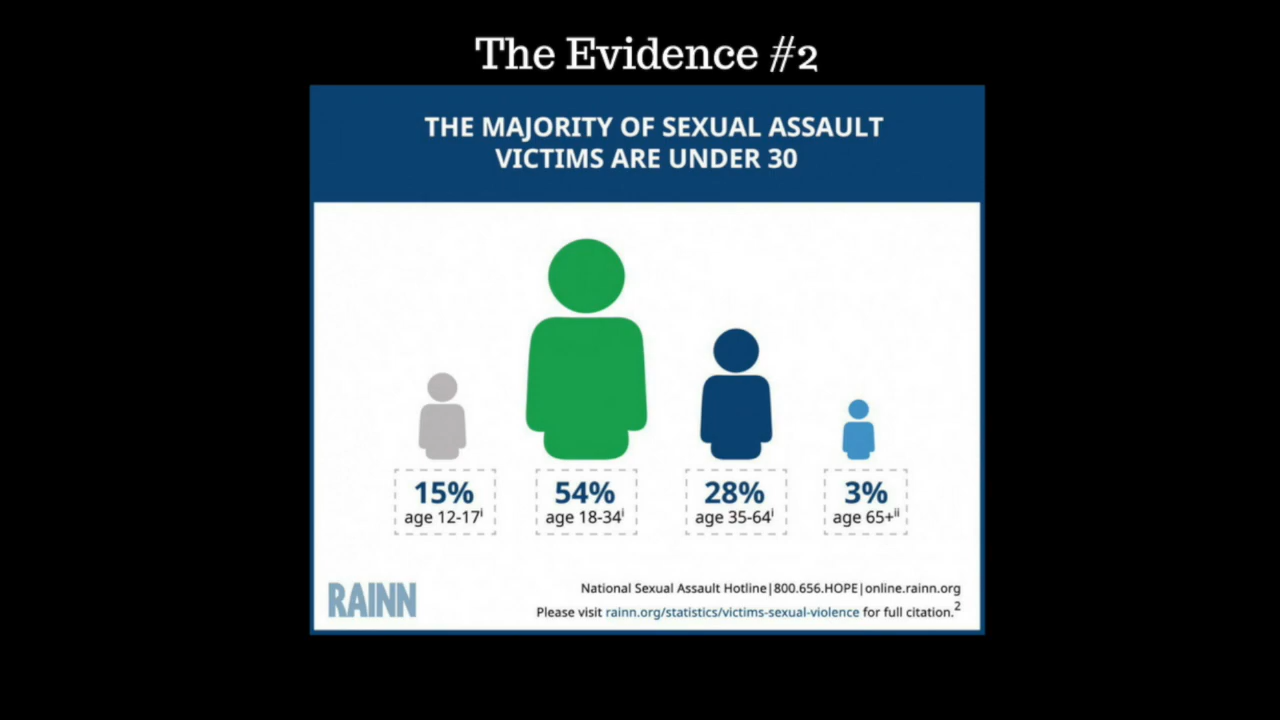 The Evidence #2
THE MAJORITY OF SEXUAL ASSAULT
VICTIMS ARE UNDER 30
15% 54% 28% 3%
age 12-17ⁱ age 18-34ⁱ age 35-64ⁱ age 65+ⁱⁱ
RAINN
National Sexual Assault Hotline|800.656.HOPE|online.rainn.org
Please visit rainn.org/statistics/victims-sexual-violence for full citation.²